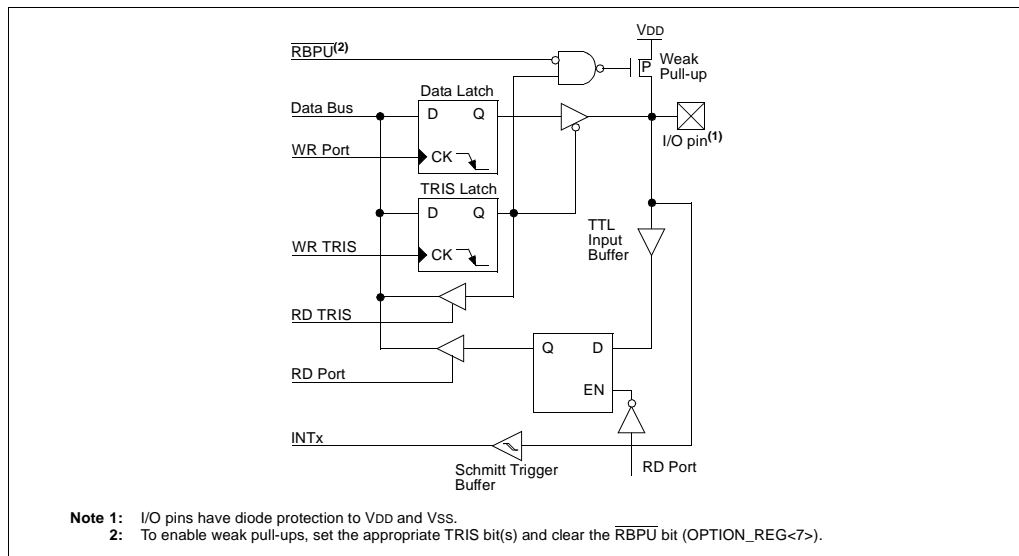 VDD
RBPU(2)
P
Weak
Pull-up
Data Latch
Data Bus
D Q
I/O pin(1)
WR Port
CK
TRIS Latch
D Q
TTL
Input
Buffer
WR TRIS
CK
RD TRIS
Q D
RD Port
EN
INTx
Schmitt Trigger
Buffer
RD Port
Note 1: I/O pins have diode protection to VDD and VSS.
2: To enable weak pull-ups, set the appropriate TRIS bit(s) and clear the RBPU bit (OPTION_REG<7>).